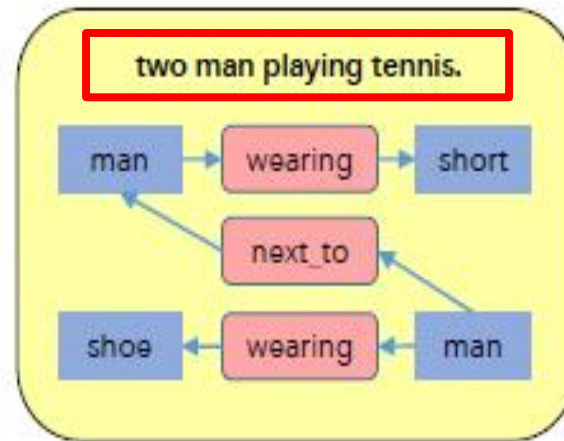 two man playing tennis.
man wearing short
next_to
shoe wearing man